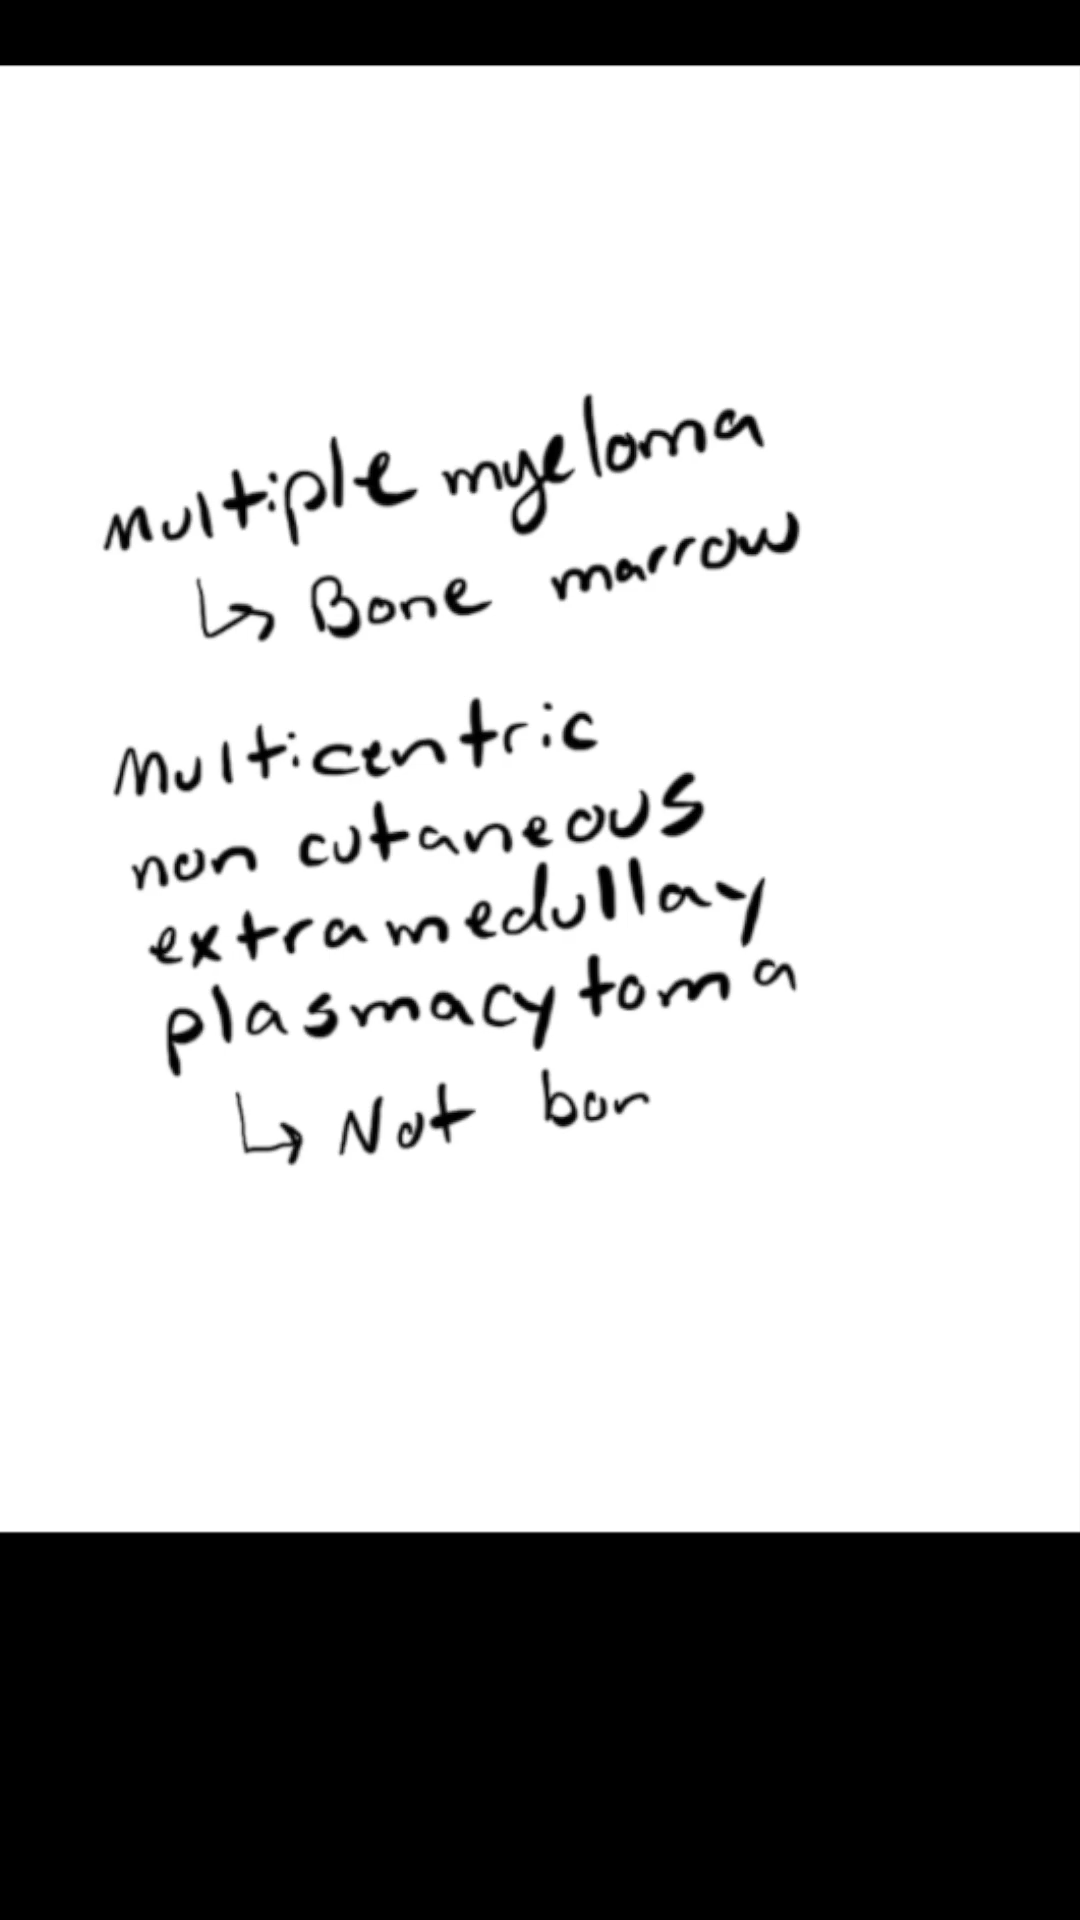 Multiple myeloma
↳ Bone marrow
Multicentric
non cutaneous
extramedullay
plasmacytoma
↳ Not bon